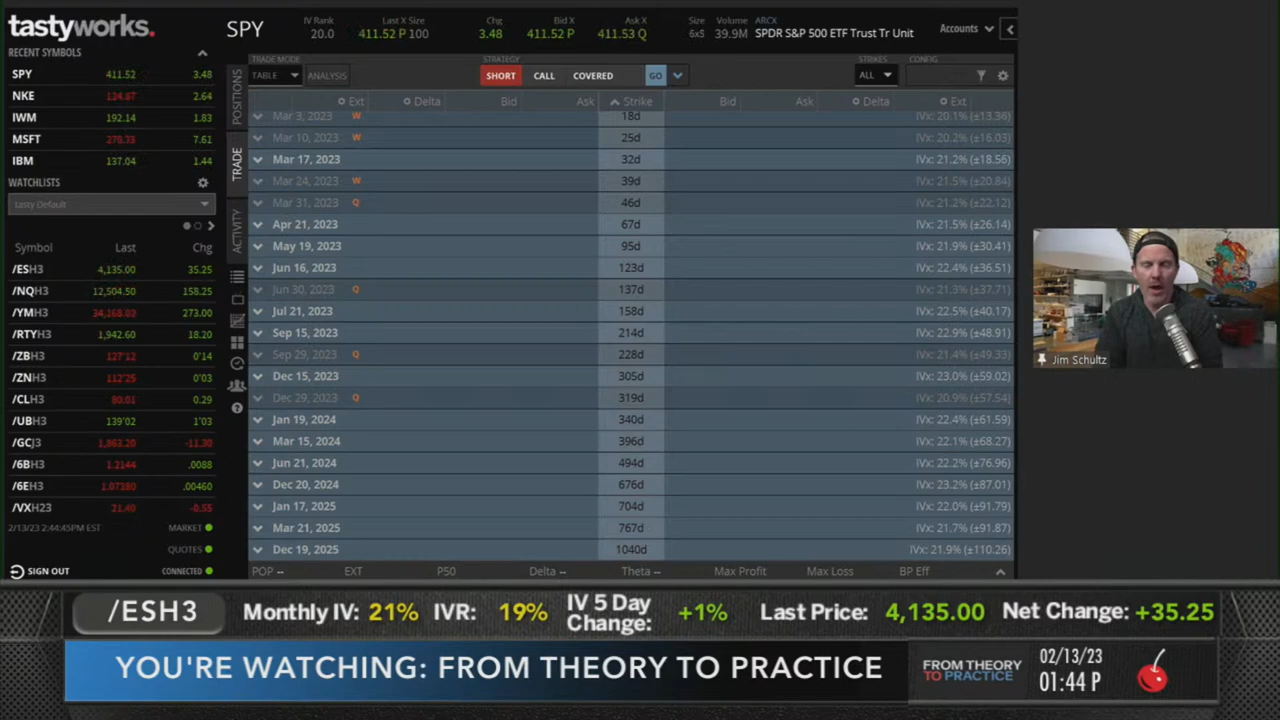 tastyworks.
SPY
IV Rank
20.0
Last X Size
411.52 P 100
Chg
3.48
Bid X
411.52 P
Ask X
411.53 Q
Size
6x5
Volume
39.9M
ARCX
SPDR S&P 500 ETF Trust Tr Unit
Accounts
RECENT SYMBOLS
SPY 411.52 3.48
NKE 124.87 2.64
IWM 192.14 1.83
MSFT 270.33 7.61
IBM 137.04 1.44
WATCHLISTS
tasty Default
Symbol Last Chg
/ESH3 4,135.00 35.25
/NQH3 12,504.50 158.25
/YMH3 34,168.00 273.00
/RTYH3 1,942.60 18.20
/ZBH3 127'12 0'14
/ZNH3 112'25 0'03
/CLH3 80.01 0.29
/UBH3 139'02 1'03
/GCJ3 1,863.20 -11.30
/6BH3 1.2144 .0088
/6EH3 1.07380 .00460
/VXH23 21.40 -0.55
2/13/23 2:44:45PM EST MARKET
QUOTES
SIGN OUT CONNECTED
POSITIONS
TRADE
ACTIVITY
TRADE MODE
TABLE ANALYSIS
STRATEGY
SHORT CALL COVERED GO
STRIKES
ALL
CONFIG
Ext Delta Bid Ask Strike Bid Ask Delta Ext
Mar 3, 2023 W 18d IVx: 20.1% (±13.36)
Mar 10, 2023 W 25d IVx: 20.2% (±16.03)
Mar 17, 2023 32d IVx: 21.2% (±18.56)
Mar 24, 2023 W 39d IVx: 21.5% (±20.84)
Mar 31, 2023 Q 46d IVx: 21.2% (±22.12)
Apr 21, 2023 67d IVx: 21.5% (±26.14)
May 19, 2023 95d IVx: 21.9% (±30.41)
Jun 16, 2023 123d IVx: 22.4% (±36.51)
Jun 30, 2023 Q 137d IVx: 21.3% (±37.71)
Jul 21, 2023 158d IVx: 22.5% (±40.17)
Sep 15, 2023 214d IVx: 22.9% (±48.91)
Sep 29, 2023 Q 228d IVx: 21.4% (±49.33)
Dec 15, 2023 305d IVx: 23.0% (±59.02)
Dec 29, 2023 Q 319d IVx: 20.9% (±57.54)
Jan 19, 2024 340d IVx: 22.4% (±61.59)
Mar 15, 2024 396d IVx: 22.1% (±68.27)
Jun 21, 2024 494d IVx: 22.2% (±76.96)
Dec 20, 2024 676d IVx: 23.2% (±87.01)
Jan 17, 2025 704d IVx: 22.0% (±91.79)
Mar 21, 2025 767d IVx: 21.7% (±91.87)
Dec 19, 2025 1040d IVx: 21.9% (±110.26)
POP -- EXT P50 Delta -- Theta -- Max Profit Max Loss BP Eff
Jim Schultz
/ESH3 Monthly IV: 21% IVR: 19% IV 5 Day Change: +1% Last Price: 4,135.00 Net Change: +35.25
YOU'RE WATCHING: FROM THEORY TO PRACTICE
FROM THEORY
TO PRACTICE
02/13/23
01:44 P